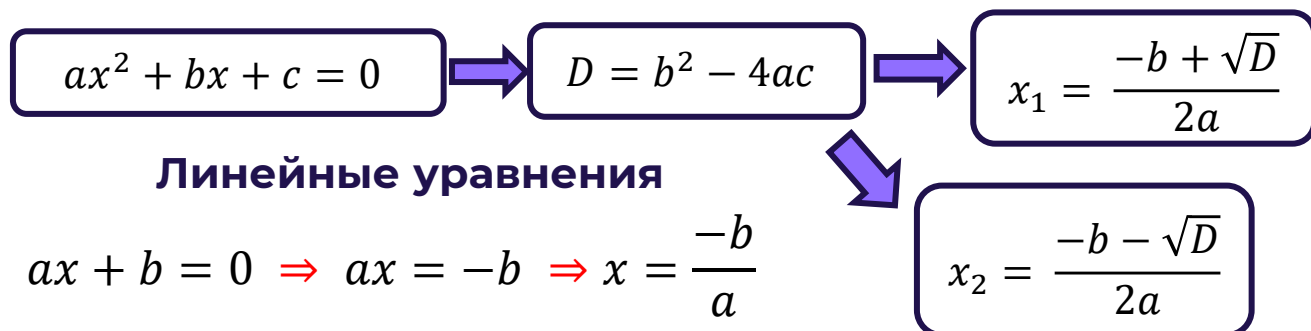 ax² + bx + c = 0
D = b² − 4ac
x₁ = (−b + √D) / 2a
Линейные уравнения
ax + b = 0 ⇒ ax = −b ⇒ x = −b / a
x₂ = (−b − √D) / 2a